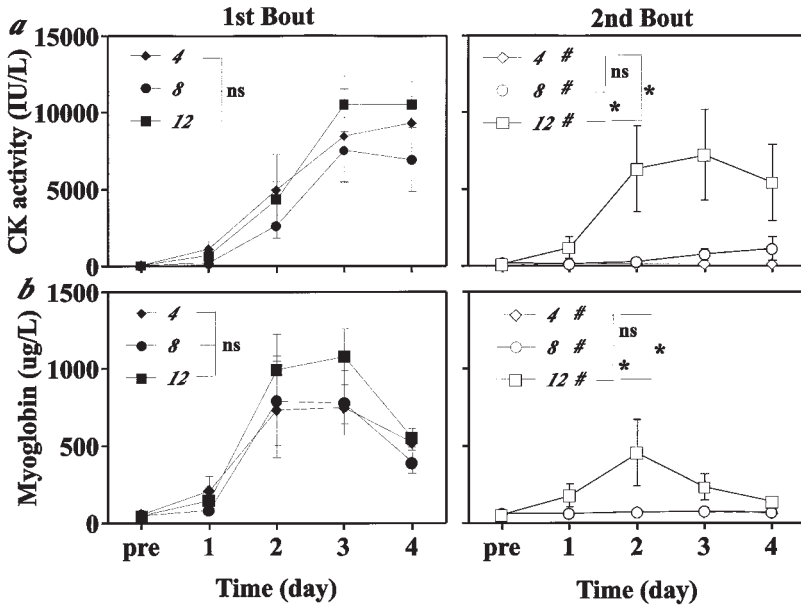 1st Bout 2nd Bout
a
CK activity (IU/L)
15000
10000
5000
0
4
8
12
ns
4 #
8 #
12 #
ns
*
*
b
Myoglobin (ug/L)
1500
1000
500
0
4
8
12
ns
4 #
8 #
12 #
ns
*
*
pre 1 2 3 4
pre 1 2 3 4
Time (day) Time (day)